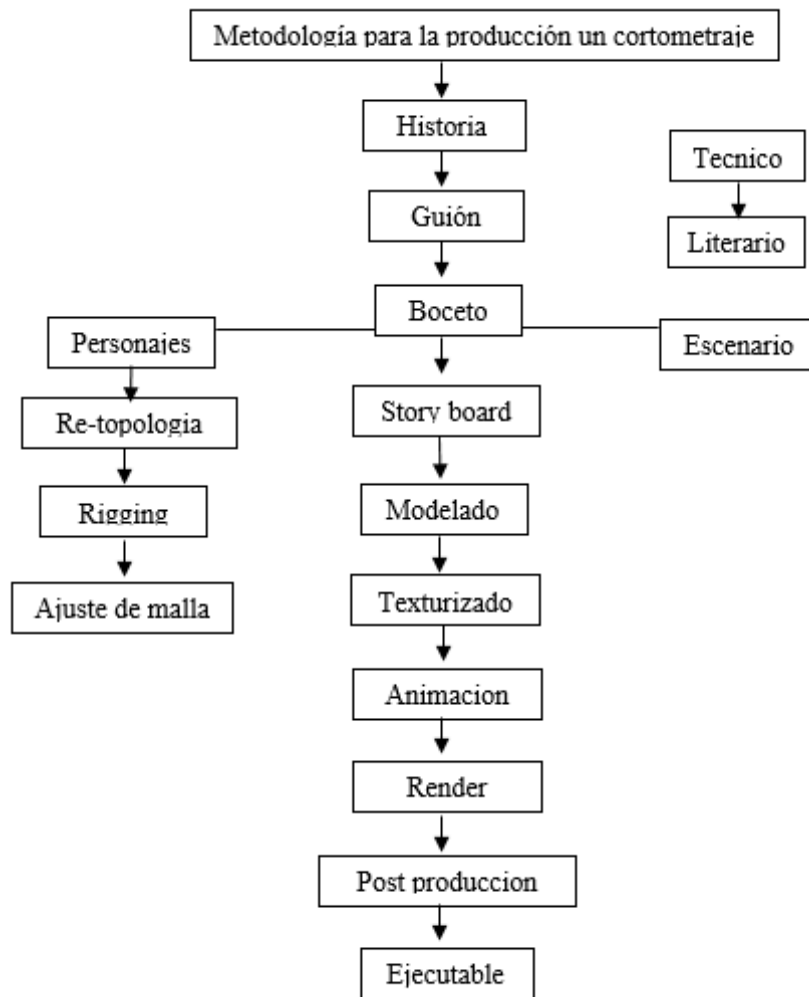 Metodología para la producción un cortometraje
Historia
Tecnico
Guión
Literario
Boceto
Personajes
Escenario
Story board
Re-topologia
Modelado
Rigging
Texturizado
Ajuste de malla
Animacion
Render
Post produccion
Ejecutable